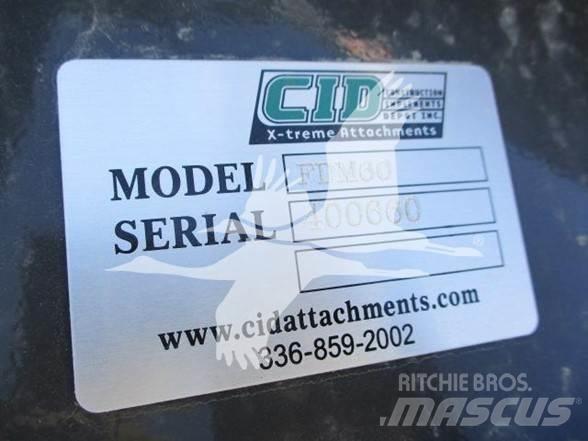 CID
CONSTRUCTION
IMPLEMENTS
DEPOT INC.
X-treme Attachments
MODEL FDM60
SERIAL 400660
www.cidattachments.com
336-859-2002
RITCHIE BROS.
MASCUS